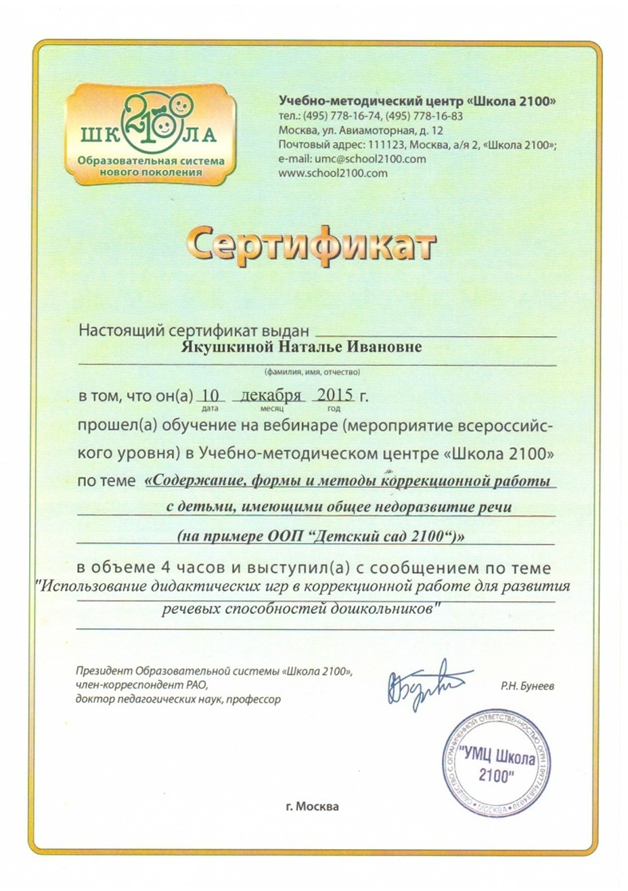 ШК 2100 ЛА
Образовательная система
нового поколения
Учебно-методический центр «Школа 2100»
тел.: (495) 778-16-74, (495) 778-16-83
Москва, ул. Авиамоторная, д. 12
Почтовый адрес: 111123, Москва, а/я 2, «Школа 2100»;
e-mail: umc@school2100.com
www.school2100.com
Сертификат
Настоящий сертификат выдан
Якушкиной Наталье Ивановне
(фамилия, имя, отчество)
в том, что он(а) 10 декабря 2015 г.
дата месяц год
прошел(а) обучение на вебинаре (мероприятие всероссийс-
кого уровня) в Учебно-методическом центре «Школа 2100»
по теме «Содержание, формы и методы коррекционной работы
с детьми, имеющими общее недоразвитие речи
(на примере ООП “Детский сад 2100“)»
в объеме 4 часов и выступил(а) с сообщением по теме
"Использование дидактических игр в коррекционной работе для развития
речевых способностей дошкольников"
Президент Образовательной системы «Школа 2100»,
член-корреспондент РАО,
доктор педагогических наук, профессор
Р.Н. Бунеев
ОБЩЕСТВО С ОГРАНИЧЕННОЙ ОТВЕТСТВЕННОСТЬЮ
"УМЦ Школа
2100"
МОСКВА
г. Москва